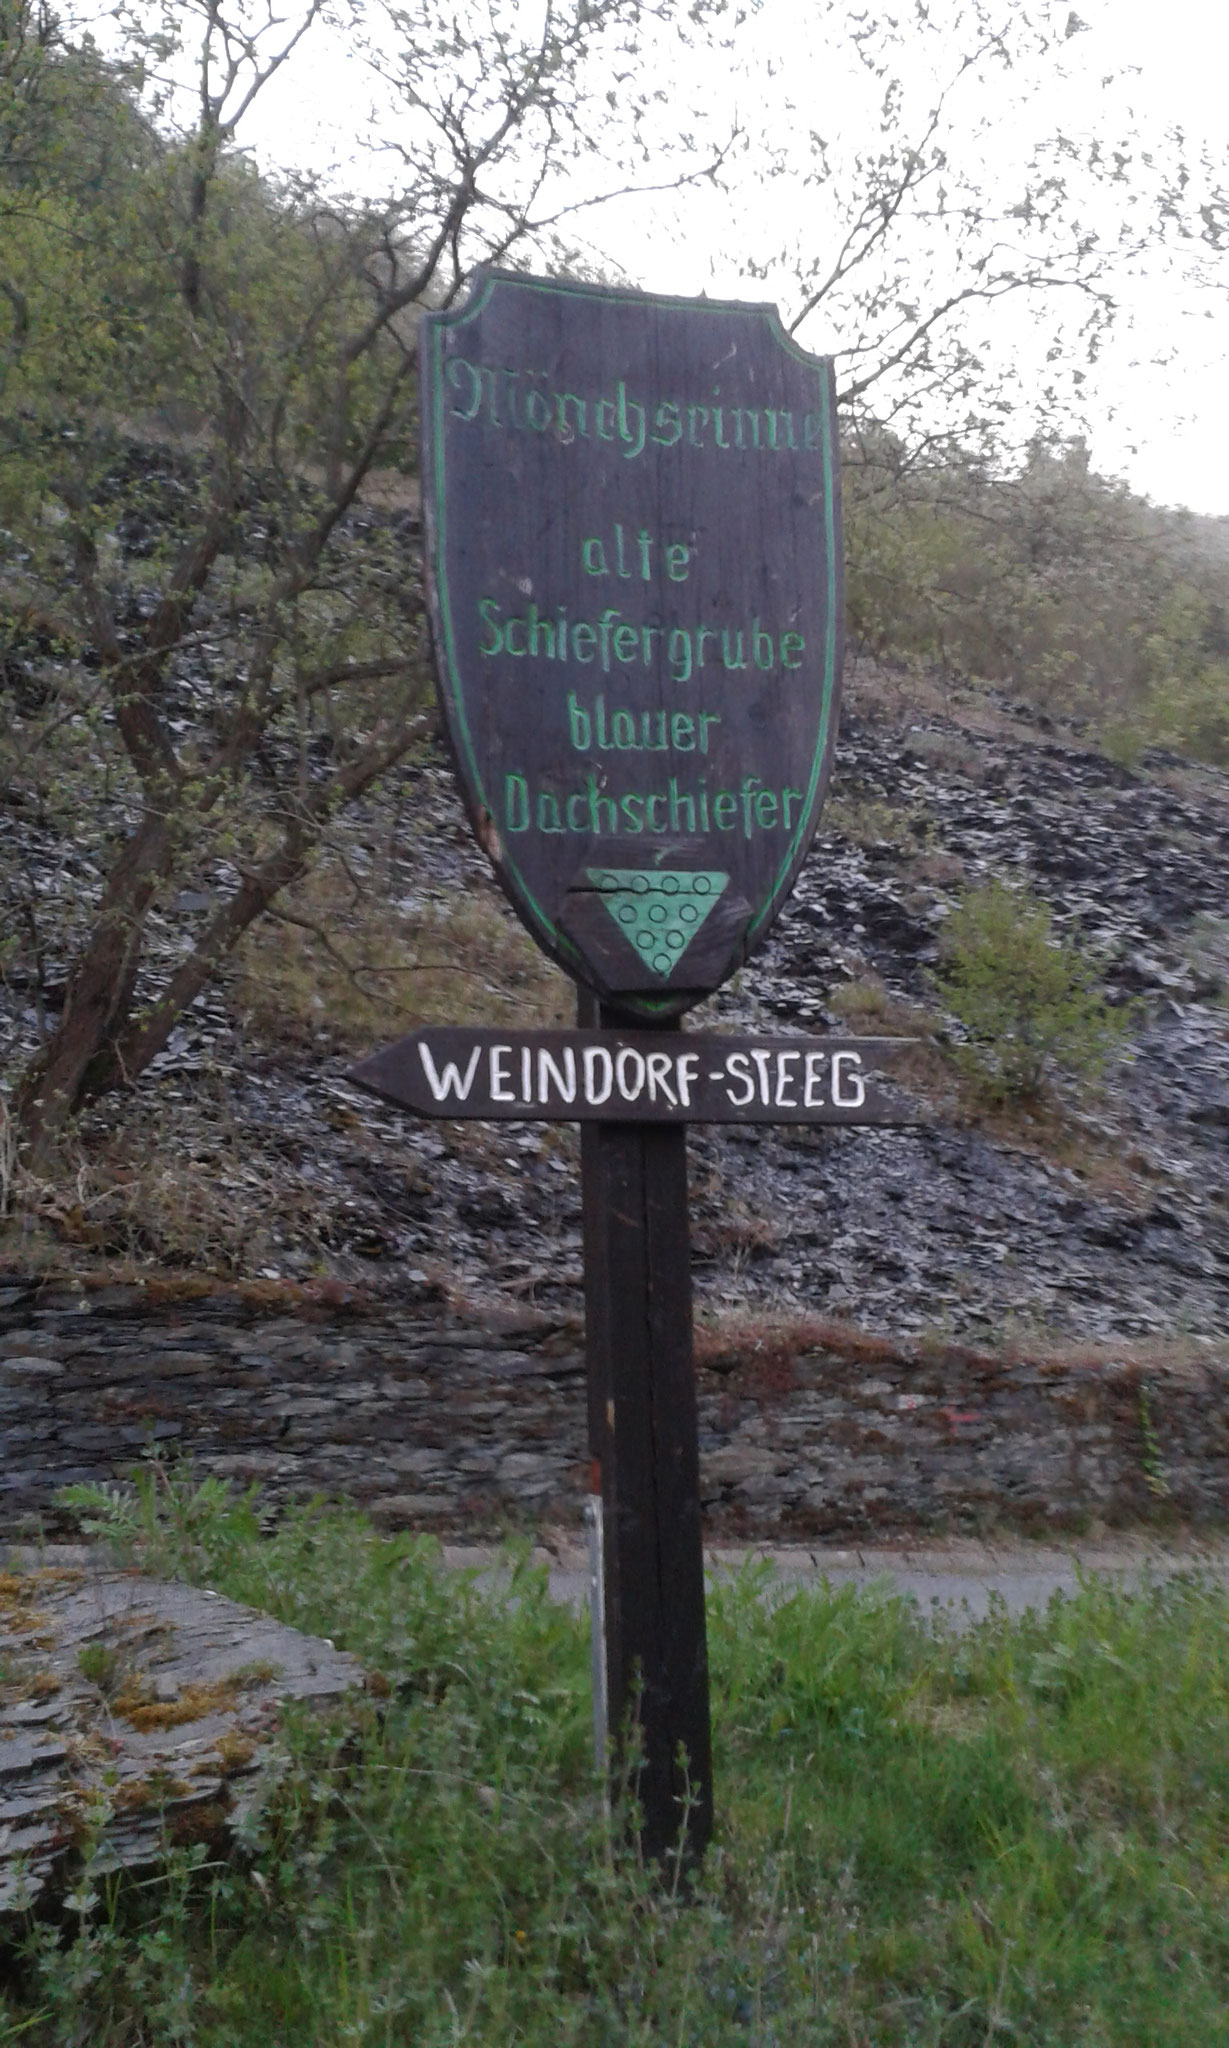 Mönchsrinne
alte
Schiefergrube
blauer
Dachschiefer
WEINDORF-STEEG